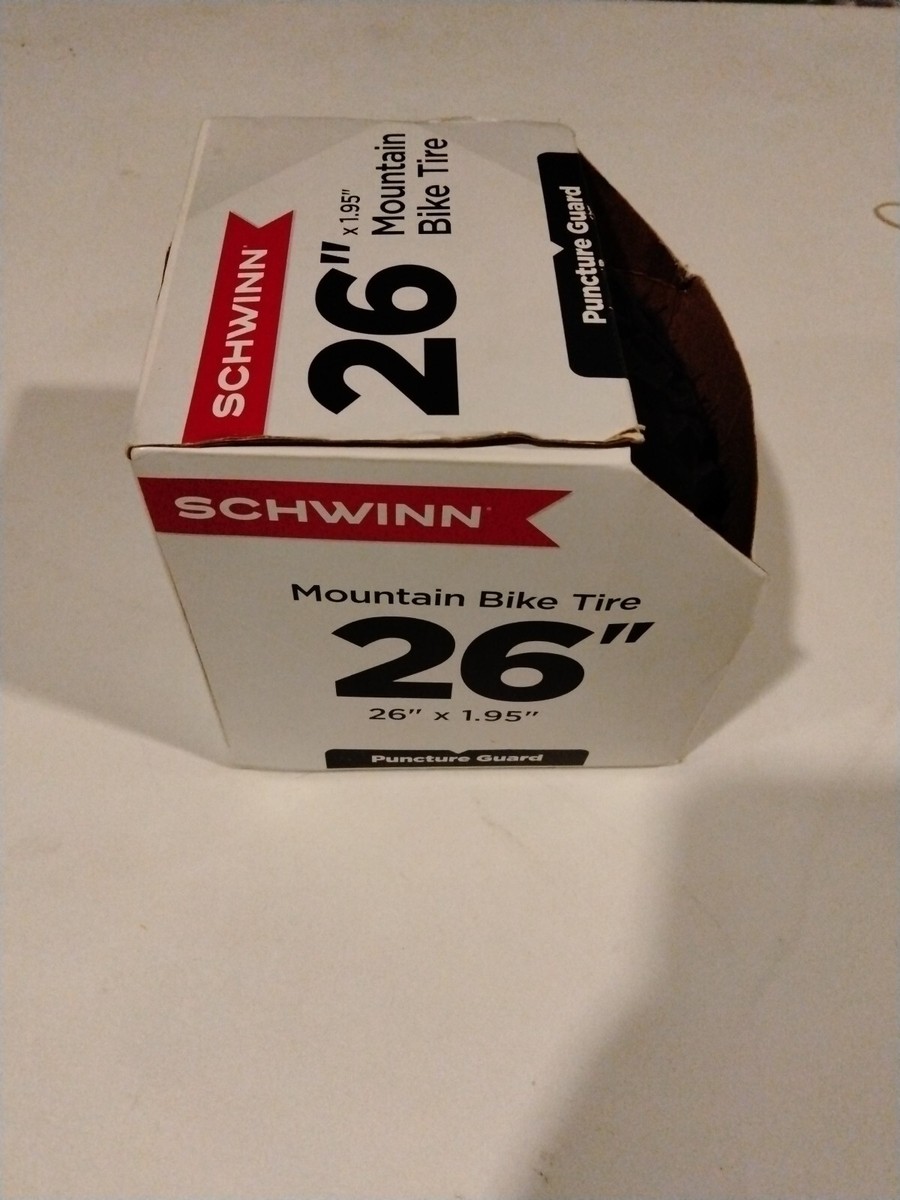 SCHWINN
26" x 1.95"
Mountain
Bike Tire
Puncture Guard
SCHWINN
Mountain Bike Tire
26"
26" x 1.95"
Puncture Guard